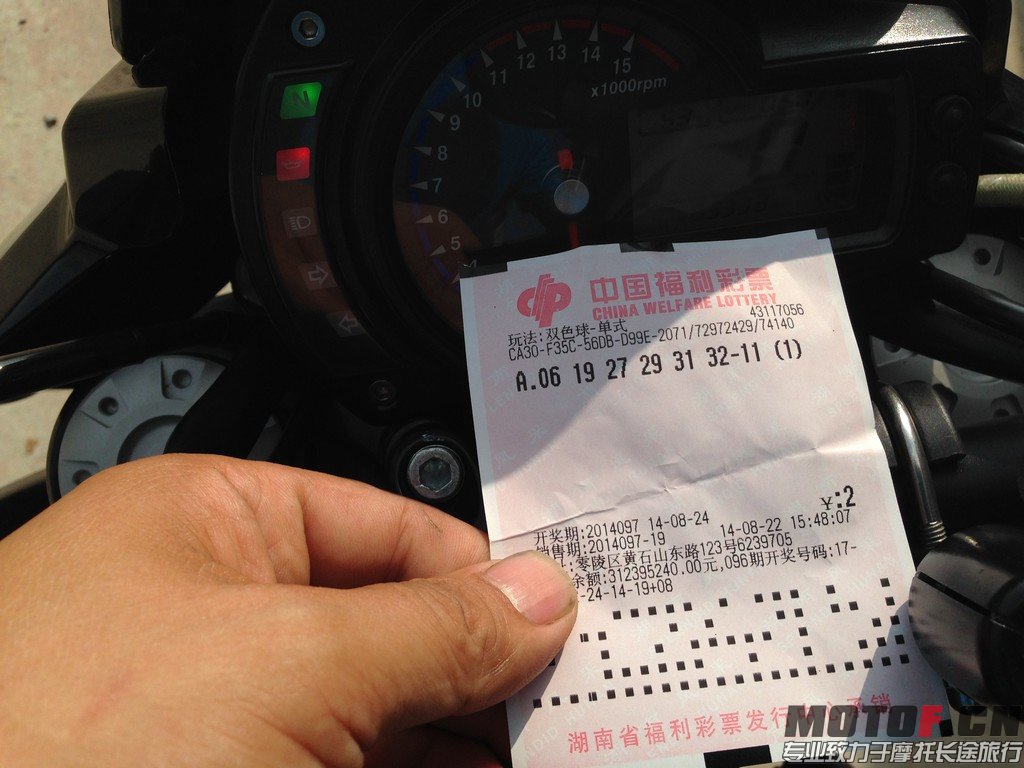 N
5
6
7
8
9
10
11
12
13
14
15
x1000rpm
中国福利彩票
CHINA WELFARE LOTTERY
43117056
玩法:双色球-单式
CA30-F35C-56DB-D99E-2071/72972429/74140
A.06 19 27 29 31 32-11 (1)
¥:2
开奖期:2014097 14-08-24
销售期:2014097-19 14-08-22 15:48:07
:零陵区黄石山东路123号6239705
余额:312395240.00元,096期开奖号码:17-
-24-14-19+08
湖南省福利彩票发行中心承销
MOTOF.CN
专业致力于摩托长途旅行